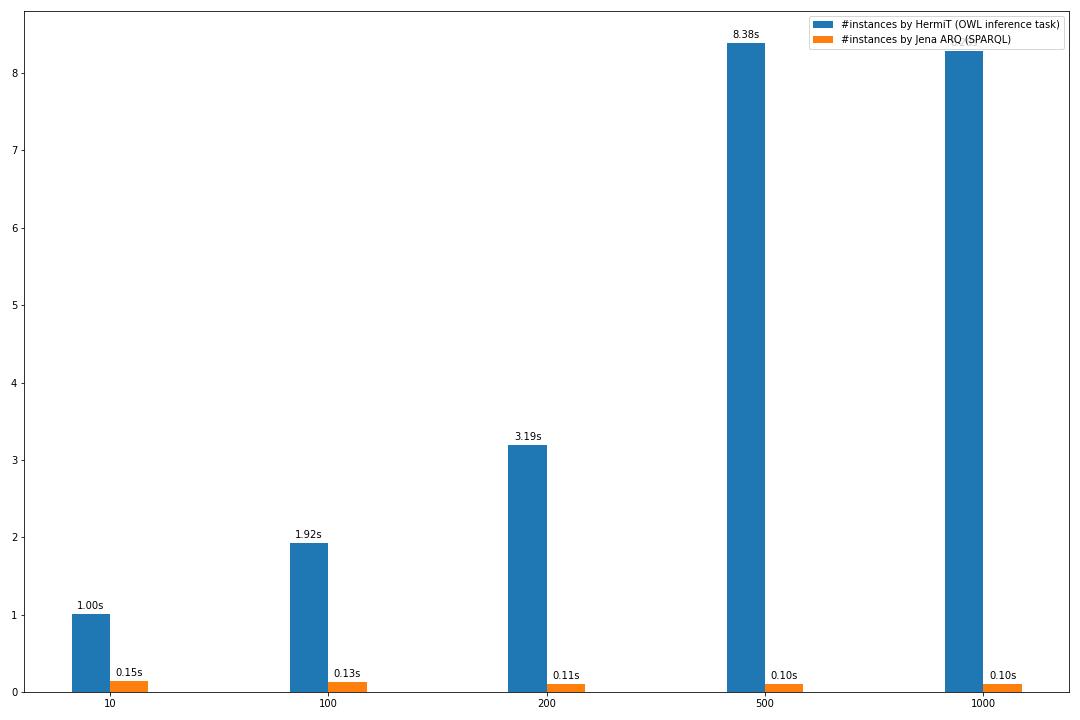 #instances by HermiT (OWL inference task)
#instances by Jena ARQ (SPARQL)
8
7
6
5
4
3
2
1
0
1.00s
0.15s
1.92s
0.13s
3.19s
0.11s
8.38s
0.10s
0.10s
10
100
200
500
1000